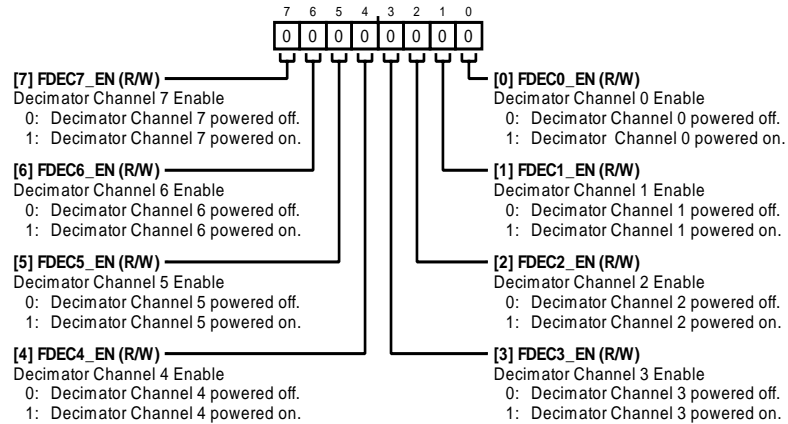 7 6 5 4 3 2 1 0
0 0 0 0 0 0 0 0
[7] FDEC7_EN (R/W)
Decimator Channel 7 Enable
0: Decimator Channel 7 powered off.
1: Decimator Channel 7 powered on.
[6] FDEC6_EN (R/W)
Decimator Channel 6 Enable
0: Decimator Channel 6 powered off.
1: Decimator Channel 6 powered on.
[5] FDEC5_EN (R/W)
Decimator Channel 5 Enable
0: Decimator Channel 5 powered off.
1: Decimator Channel 5 powered on.
[4] FDEC4_EN (R/W)
Decimator Channel 4 Enable
0: Decimator Channel 4 powered off.
1: Decimator Channel 4 powered on.
[0] FDEC0_EN (R/W)
Decimator Channel 0 Enable
0: Decimator Channel 0 powered off.
1: Decimator Channel 0 powered on.
[1] FDEC1_EN (R/W)
Decimator Channel 1 Enable
0: Decimator Channel 1 powered off.
1: Decimator Channel 1 powered on.
[2] FDEC2_EN (R/W)
Decimator Channel 2 Enable
0: Decimator Channel 2 powered off.
1: Decimator Channel 2 powered on.
[3] FDEC3_EN (R/W)
Decimator Channel 3 Enable
0: Decimator Channel 3 powered off.
1: Decimator Channel 3 powered on.